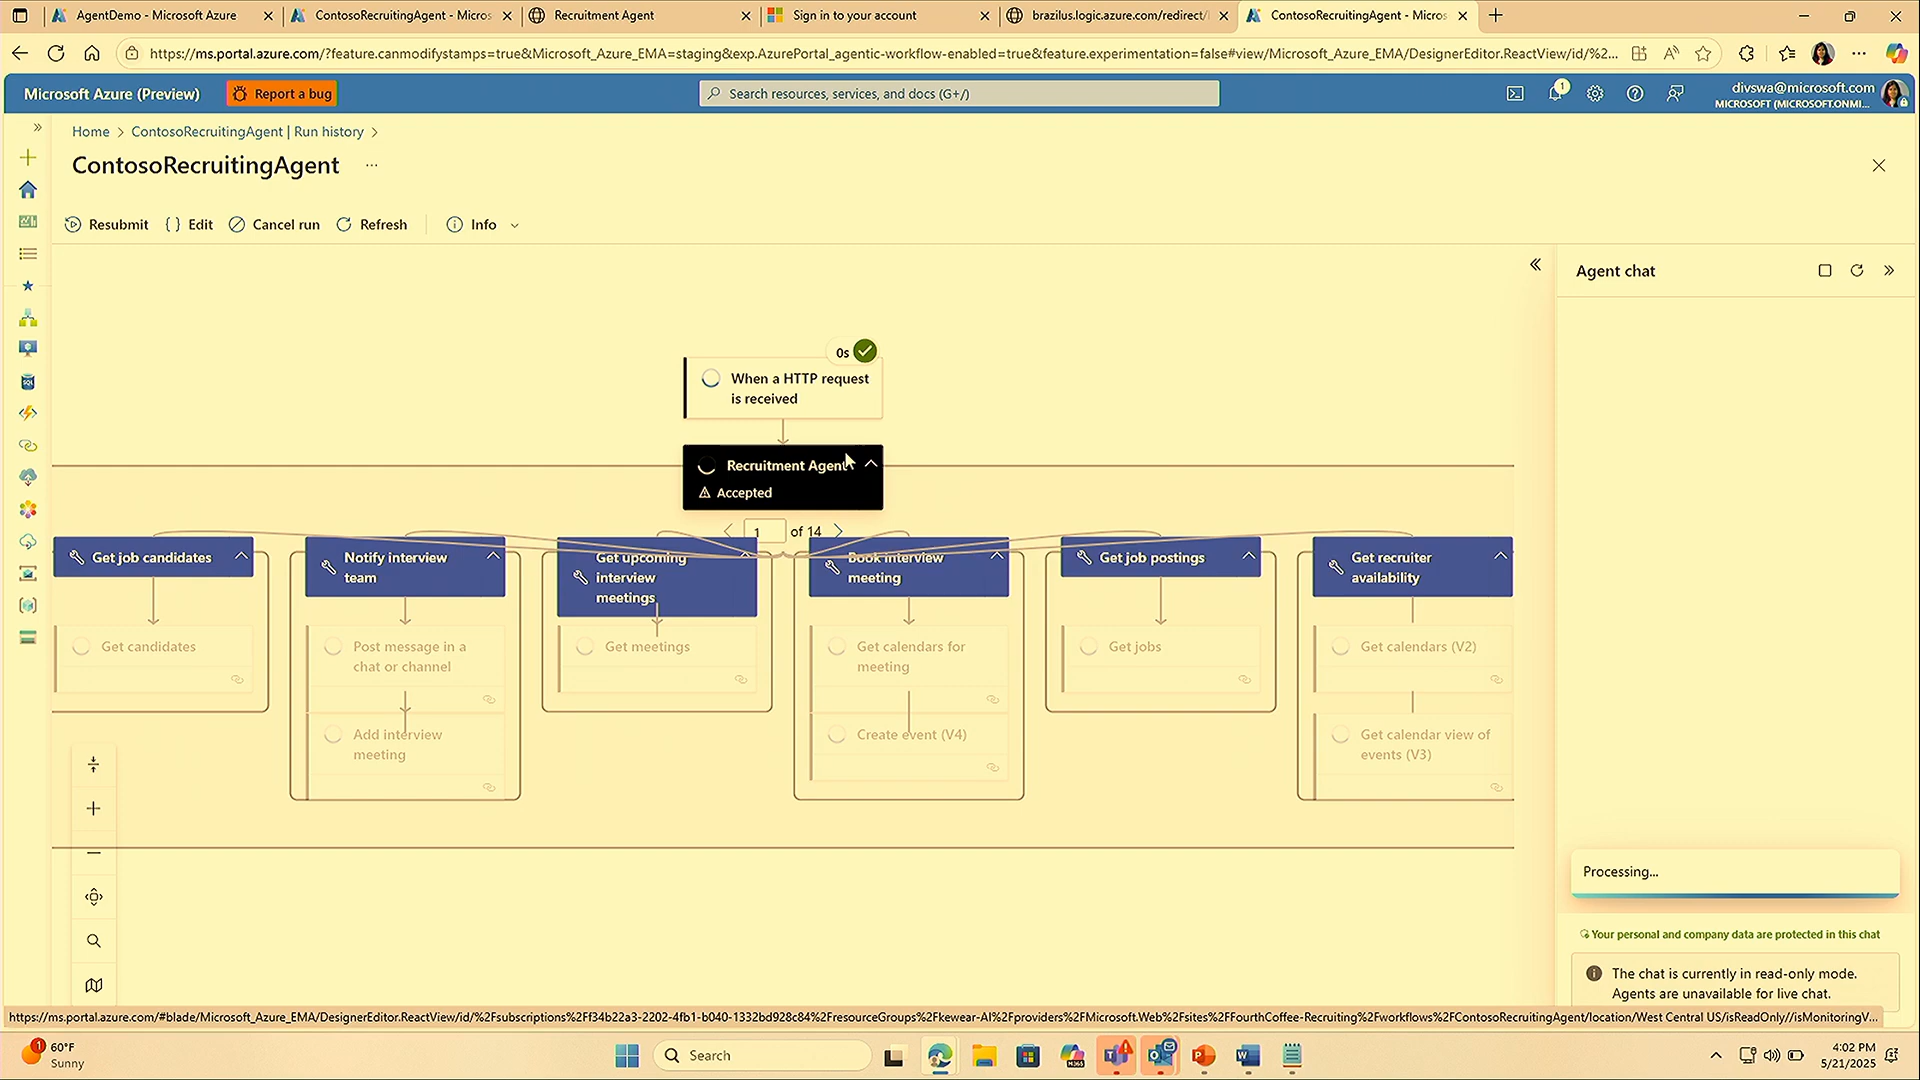 AgentDemo - Microsoft Azure
ContosoRecruitingAgent - Micros
Recruitment Agent
Sign in to your account
brazilus.logic.azure.com/redirect/
ContosoRecruitingAgent - Micros
https://ms.portal.azure.com/?feature.canmodifystamps=true&Microsoft_Azure_EMA=staging&exp.AzurePortal_agentic-workflow-enabled=true&feature.experimentation=false#view/Microsoft_Azure_EMA/DesignerEditor.ReactView/id/%2...
Microsoft Azure (Preview)
Report a bug
Search resources, services, and docs (G+/)
1
divswa@microsoft.com
MICROSOFT (MICROSOFT.ONMI...
Home > ContosoRecruitingAgent | Run history >
ContosoRecruitingAgent ...
Resubmit
{ } Edit
Cancel run
Refresh
Info
Agent chat
0s
When a HTTP request
is received
Recruitment Agent
Accepted
1 of 14
Get job candidates
Get candidates
Notify interview
team
Post message in a
chat or channel
Add interview
meeting
Get upcoming
interview
meetings
Get meetings
Book interview
meeting
Get calendars for
meeting
Create event (V4)
Get job postings
Get jobs
Get recruiter
availability
Get calendars (V2)
Get calendar view of
events (V3)
Processing...
Your personal and company data are protected in this chat
The chat is currently in read-only mode.
Agents are unavailable for live chat.
https://ms.portal.azure.com/#blade/Microsoft_Azure_EMA/DesignerEditor.ReactView/id/%2Fsubscriptions%2Ff34b22a3-2202-4fb1-b040-1332bd928c84%2FresourceGroups%2Fkewear-AI%2Fproviders%2FMicrosoft.Web%2Fsites%2FFourthCoffee-Recruiting%2Fworkflows%2FContosoRecruitingAgent/location/West Central US/isReadOnly//isMonitoringV...
1
60°F
Sunny
Search
M365
4:02 PM
5/21/2025